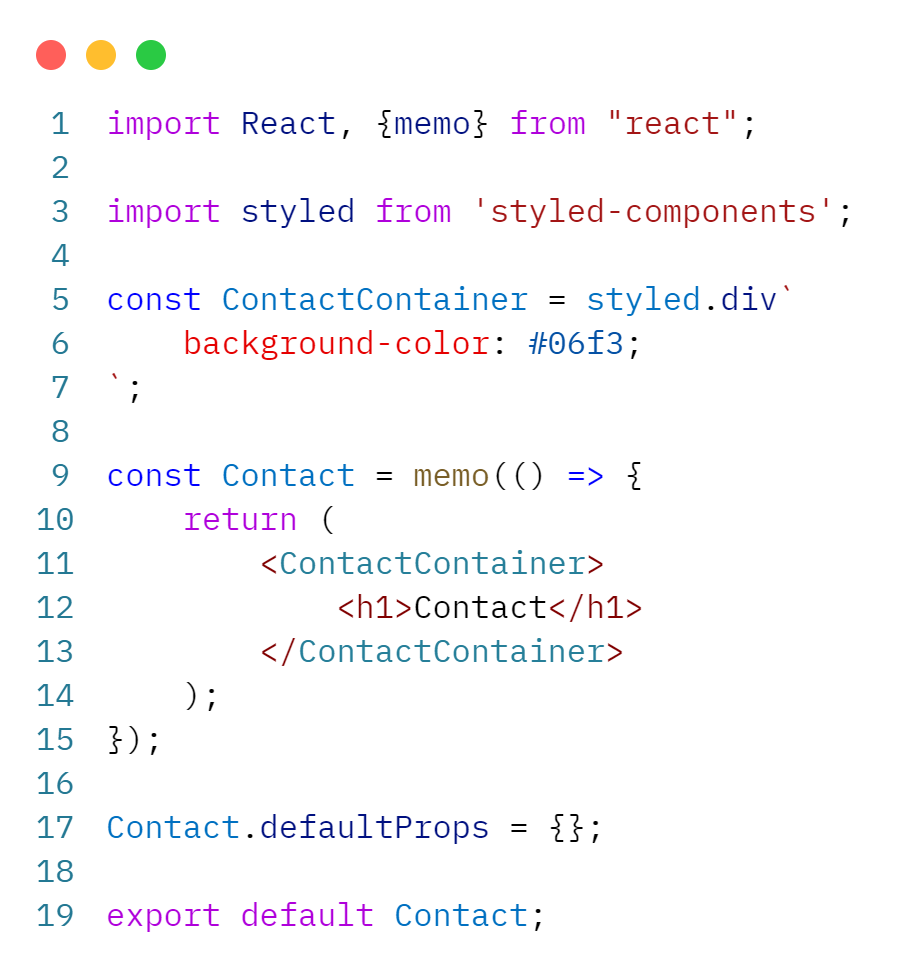 1 import React, {memo} from "react";
2
3 import styled from 'styled-components';
4
5 const ContactContainer = styled.div`
6     background-color: #06f3;
7 `;
8
9 const Contact = memo(() => {
10     return (
11         <ContactContainer>
12             <h1>Contact</h1>
13         </ContactContainer>
14     );
15 });
16
17 Contact.defaultProps = {};
18
19 export default Contact;